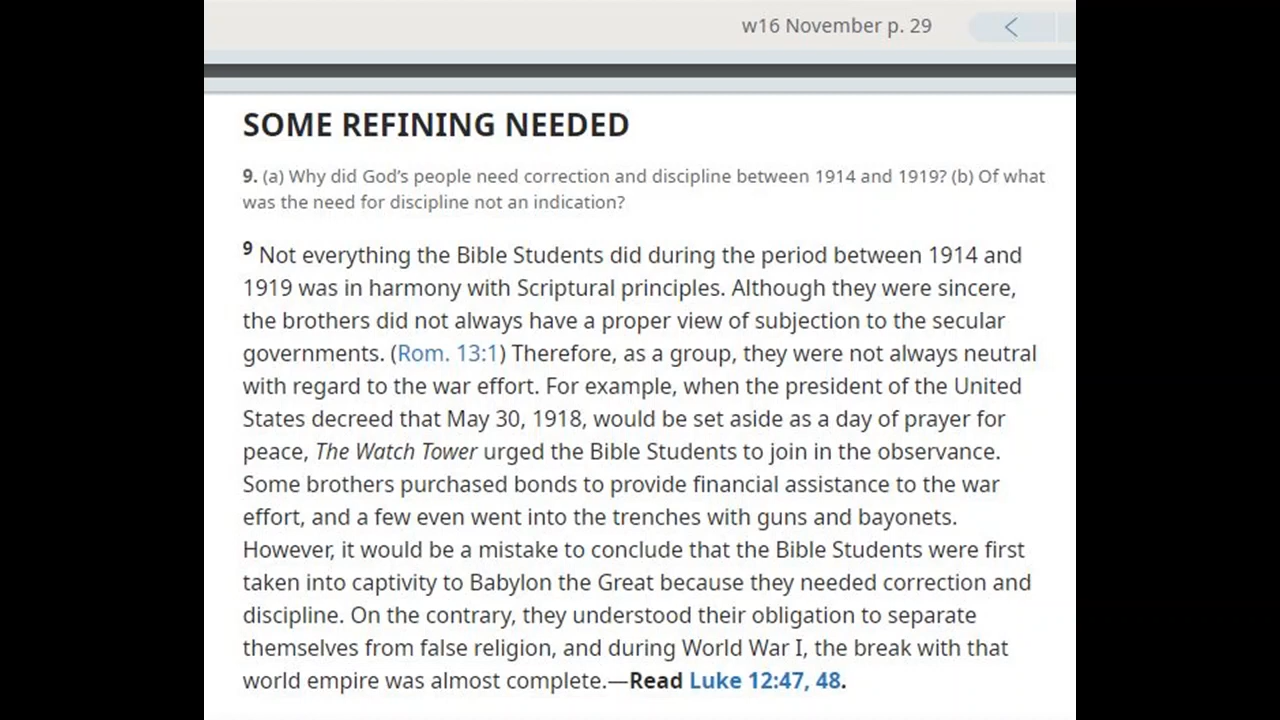 w16 November p. 29
SOME REFINING NEEDED
9. (a) Why did God’s people need correction and discipline between 1914 and 1919? (b) Of what
was the need for discipline not an indication?
9 Not everything the Bible Students did during the period between 1914 and
1919 was in harmony with Scriptural principles. Although they were sincere,
the brothers did not always have a proper view of subjection to the secular
governments. (Rom. 13:1) Therefore, as a group, they were not always neutral
with regard to the war effort. For example, when the president of the United
States decreed that May 30, 1918, would be set aside as a day of prayer for
peace, The Watch Tower urged the Bible Students to join in the observance.
Some brothers purchased bonds to provide financial assistance to the war
effort, and a few even went into the trenches with guns and bayonets.
However, it would be a mistake to conclude that the Bible Students were first
taken into captivity to Babylon the Great because they needed correction and
discipline. On the contrary, they understood their obligation to separate
themselves from false religion, and during World War I, the break with that
world empire was almost complete.—Read Luke 12:47, 48.